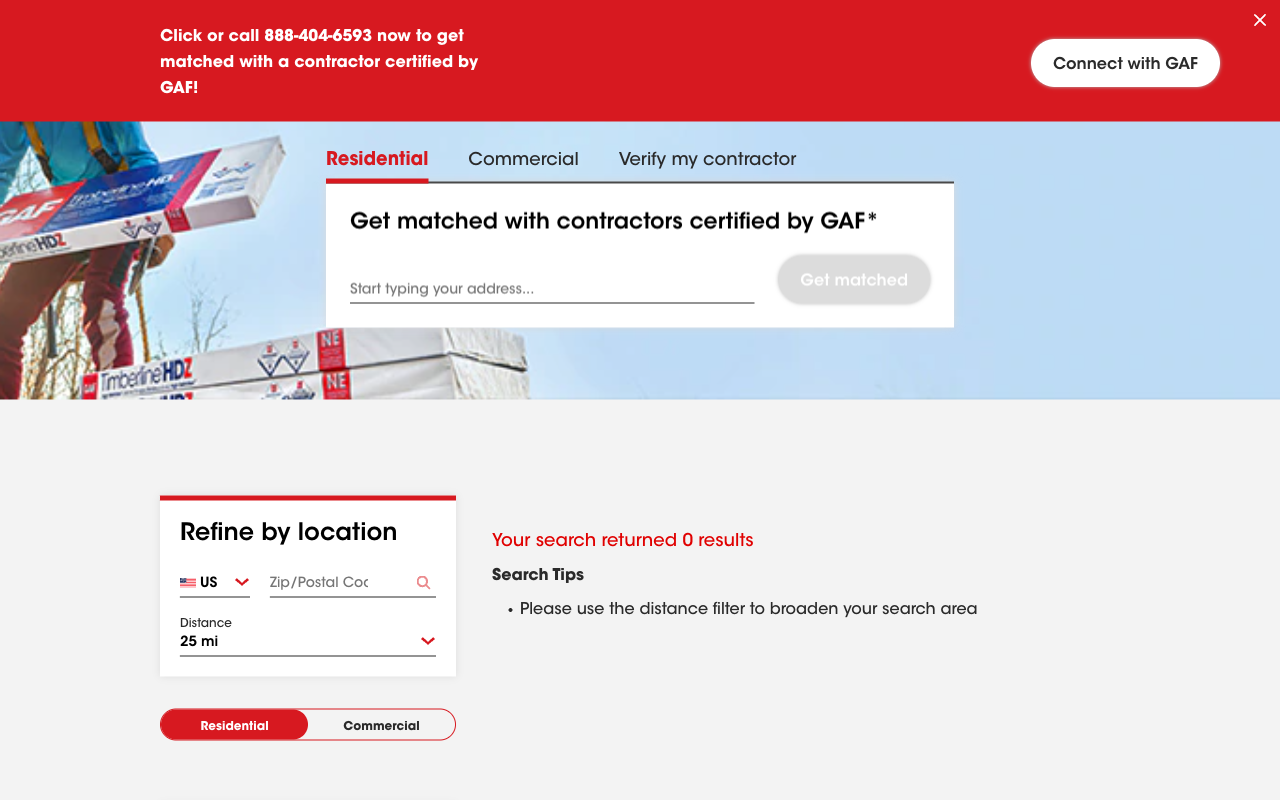 Click or call 888-404-6593 now to get
matched with a contractor certified by
GAF!
Connect with GAF
Residential
Commercial
Verify my contractor
Get matched with contractors certified by GAF*
Start typing your address...
Get matched
GAF
TimberlineHDZ
NE
TimberlineHDZ
GAF
TimberlineHDZ
NE
NE
Refine by location
US
Zip/Postal Coc
Distance
25 mi
Your search returned 0 results
Search Tips
• Please use the distance filter to broaden your search area
Residential
Commercial